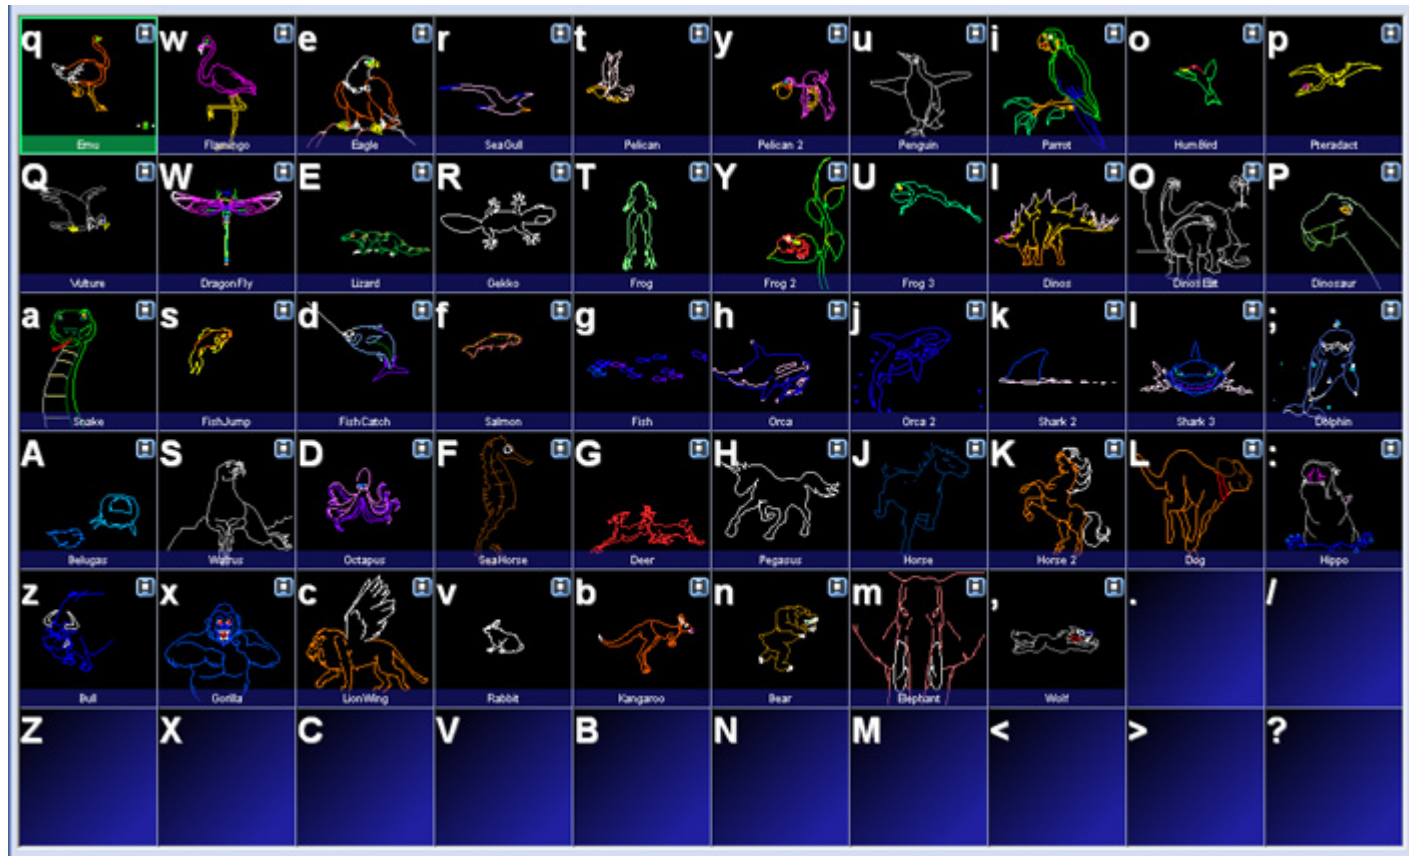 q w e r t y u i o p
Emu Flamingo Eagle SeaGull Pelican Pelican 2 Penguin Parrot HumBird Pteradact
Q W E R T Y U I O P
Vulture DragonFly Lizard Gekko Frog Frog 2 Frog 3 Dinos Dinos Dinosaur
a s d f g h j k l ;
Snake FishJump FishCatch Salmon Fish Orca Orca 2 Shark 2 Shark 3 Dolphin
A S D F G H J K L :
Belugas Walrus Octapus SeaHorse Deer Pegasus Horse Horse 2 Dog Hippo
z x c v b n m , . /
Bull Gorilla LionWing Rabbit Kangaroo Bear Elephant Wolf
Z X C V B N M < > ?